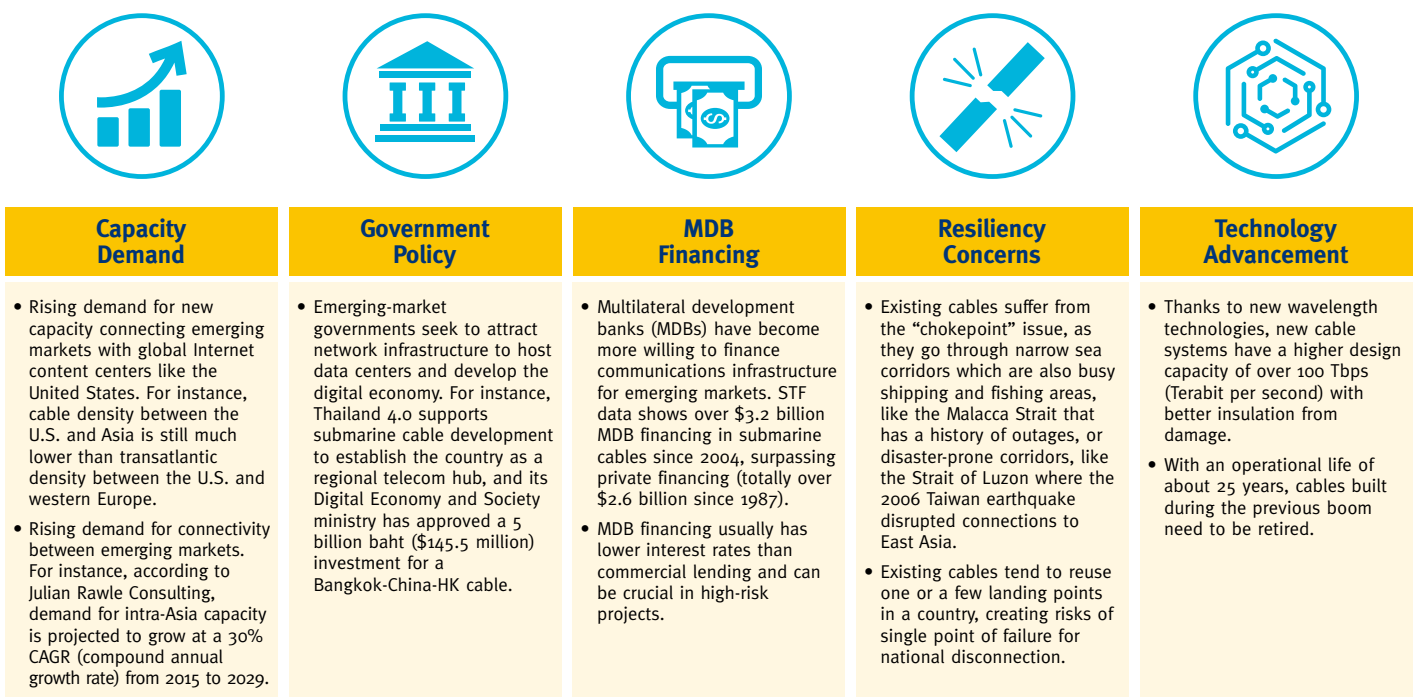 Capacity
Demand
• Rising demand for new
capacity connecting emerging
markets with global Internet
content centers like the
United States. For instance,
cable density between the
U.S. and Asia is still much
lower than transatlantic
density between the U.S. and
western Europe.
• Rising demand for connectivity
between emerging markets.
For instance, according to
Julian Rawle Consulting,
demand for intra-Asia capacity
is projected to grow at a 30%
CAGR (compound annual
growth rate) from 2015 to 2029.
Government
Policy
• Emerging-market
governments seek to attract
network infrastructure to host
data centers and develop the
digital economy. For instance,
Thailand 4.0 supports
submarine cable development
to establish the country as a
regional telecom hub, and its
Digital Economy and Society
ministry has approved a 5
billion baht ($145.5 million)
investment for a
Bangkok-China-HK cable.
MDB
Financing
• Multilateral development
banks (MDBs) have become
more willing to finance
communications infrastructure
for emerging markets. STF
data shows over $3.2 billion
MDB financing in submarine
cables since 2004, surpassing
private financing (totally over
$2.6 billion since 1987).
• MDB financing usually has
lower interest rates than
commercial lending and can
be crucial in high-risk
projects.
Resiliency
Concerns
• Existing cables suffer from
the “chokepoint” issue, as
they go through narrow sea
corridors which are also busy
shipping and fishing areas,
like the Malacca Strait that
has a history of outages, or
disaster-prone corridors, like
the Strait of Luzon where the
2006 Taiwan earthquake
disrupted connections to
East Asia.
• Existing cables tend to reuse
one or a few landing points
in a country, creating risks of
single point of failure for
national disconnection.
Technology
Advancement
• Thanks to new wavelength
technologies, new cable
systems have a higher design
capacity of over 100 Tbps
(Terabit per second) with
better insulation from
damage.
• With an operational life of
about 25 years, cables built
during the previous boom
need to be retired.